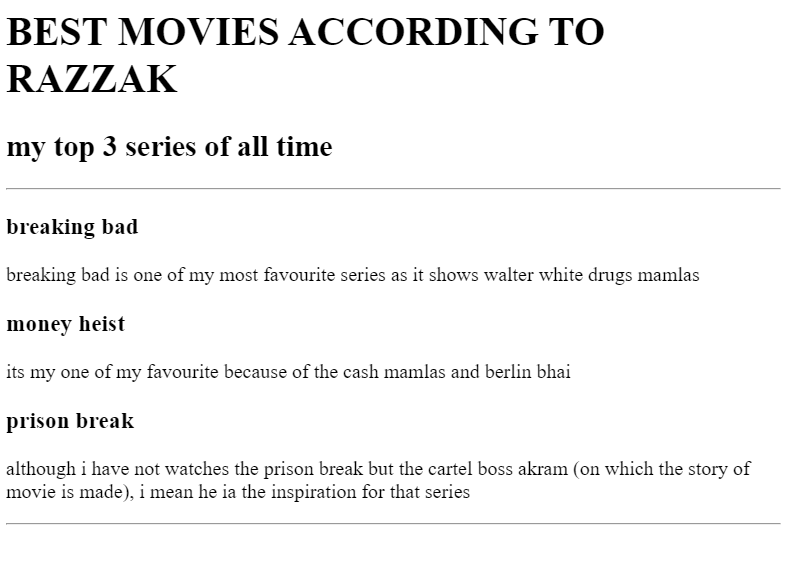 BEST MOVIES ACCORDING TO
RAZZAK
my top 3 series of all time
breaking bad
breaking bad is one of my most favourite series as it shows walter white drugs mamlas
money heist
its my one of my favourite because of the cash mamlas and berlin bhai
prison break
although i have not watches the prison break but the cartel boss akram (on which the story of
movie is made), i mean he ia the inspiration for that series